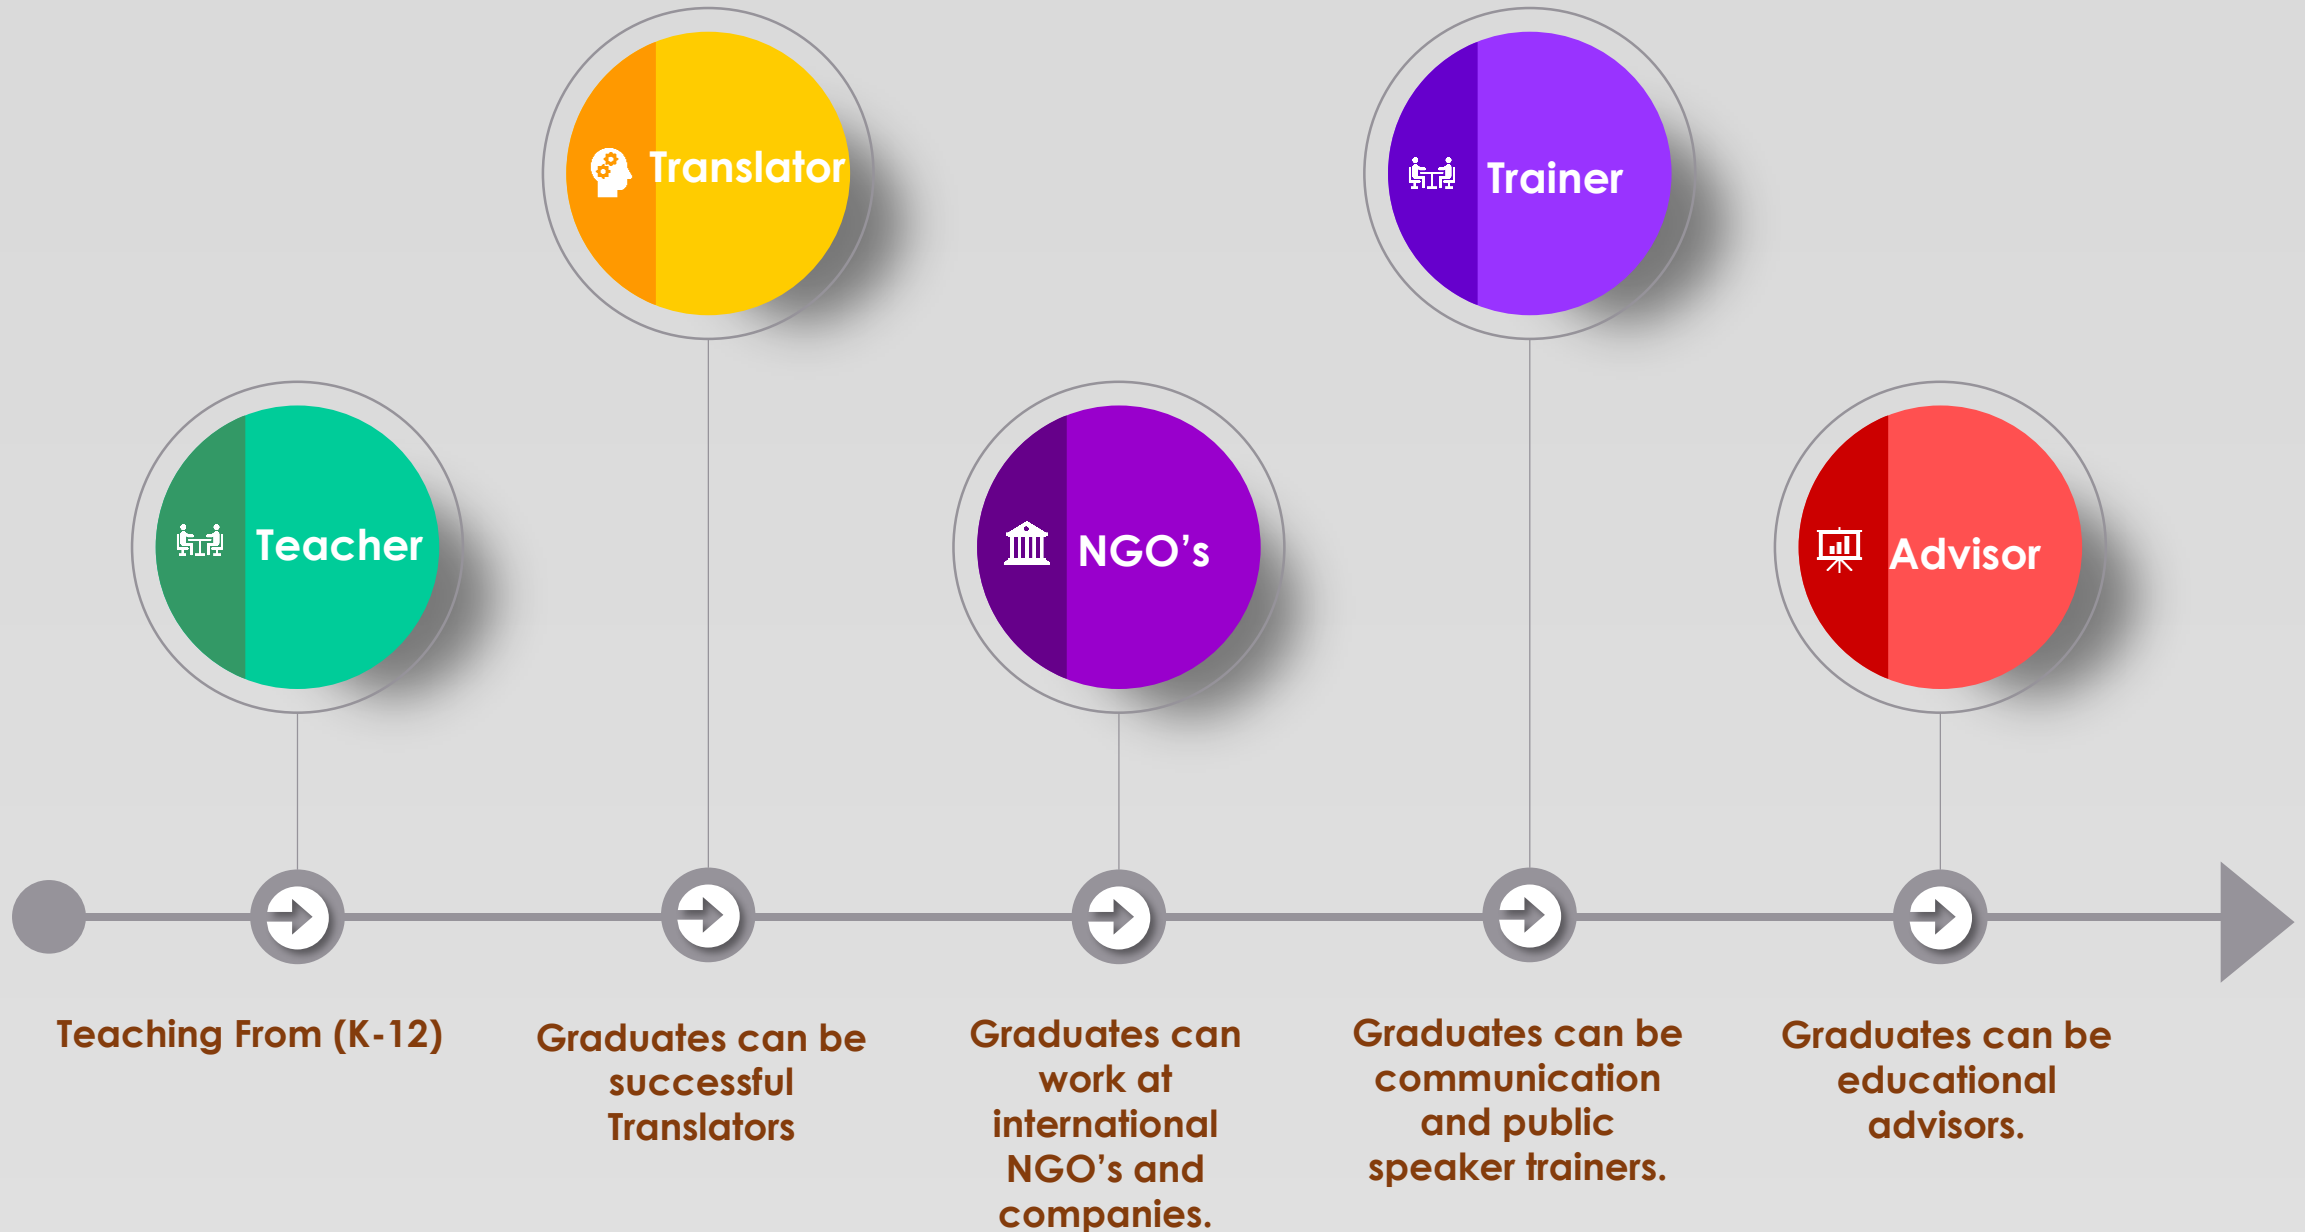 Translator
Trainer
Teacher
NGO’s
Advisor
Teaching From (K-12)
Graduates can be
successful
Translators
Graduates can
work at
international
NGO’s and
companies.
Graduates can be
communication
and public
speaker trainers.
Graduates can be
educational
advisors.